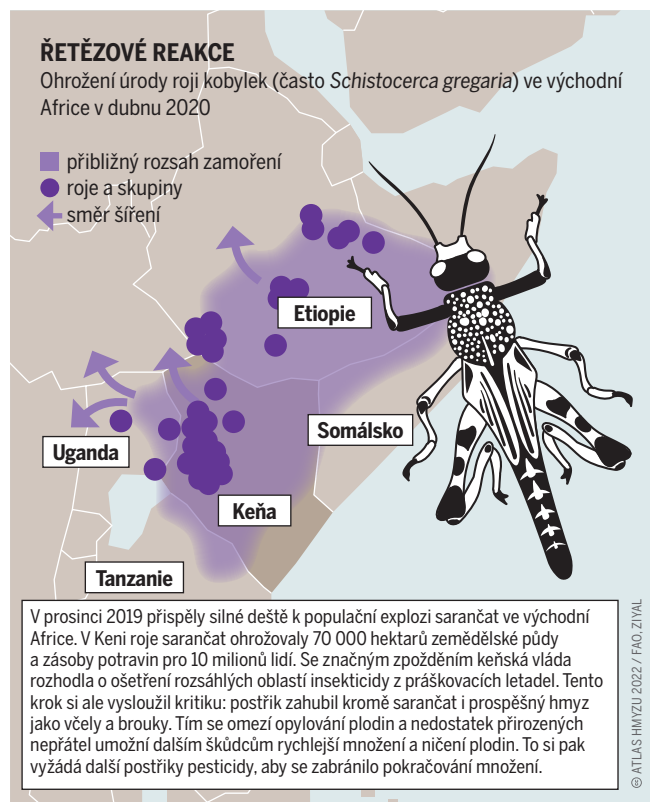 ŘETĚZOVÉ REAKCE
Ohrožení úrody roji kobylek (často Schistocerca gregaria) ve východní
Africe v dubnu 2020
přibližný rozsah zamoření
roje a skupiny
směr šíření
Etiopie
Somálsko
Uganda
Keňa
Tanzanie
V prosinci 2019 přispěly silné deště k populační explozi sarančat ve východní
Africe. V Keni roje sarančat ohrožovaly 70 000 hektarů zemědělské půdy
a zásoby potravin pro 10 milionů lidí. Se značným zpožděním keňská vláda
rozhodla o ošetření rozsáhlých oblastí insekticidy z práškovacích letadel. Tento
krok si ale vysloužil kritiku: postřik zahubil kromě sarančat i prospěšný hmyz
jako včely a brouky. Tím se omezí opylování plodin a nedostatek přirozených
nepřátel umožní dalším škůdcům rychlejší množení a ničení plodin. To si pak
vyžádá další postřiky pesticidy, aby se zabránilo pokračování množení.
© ATLAS HMYZU 2022 / FAO, ZIYAL